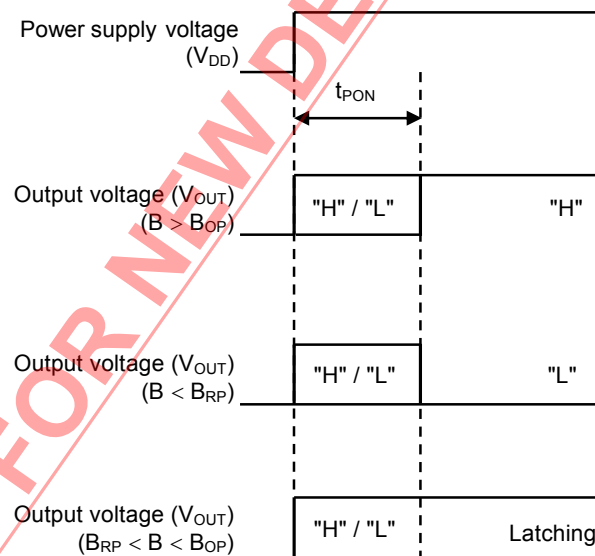 Power supply voltage
(VDD)
tPON
Output voltage (VOUT)
(B > BOP)
"H" / "L"
"H"
Output voltage (VOUT)
(B < BRP)
"H" / "L"
"L"
Output voltage (VOUT)
(BRP < B < BOP)
"H" / "L"
Latching
FOR NEW DE